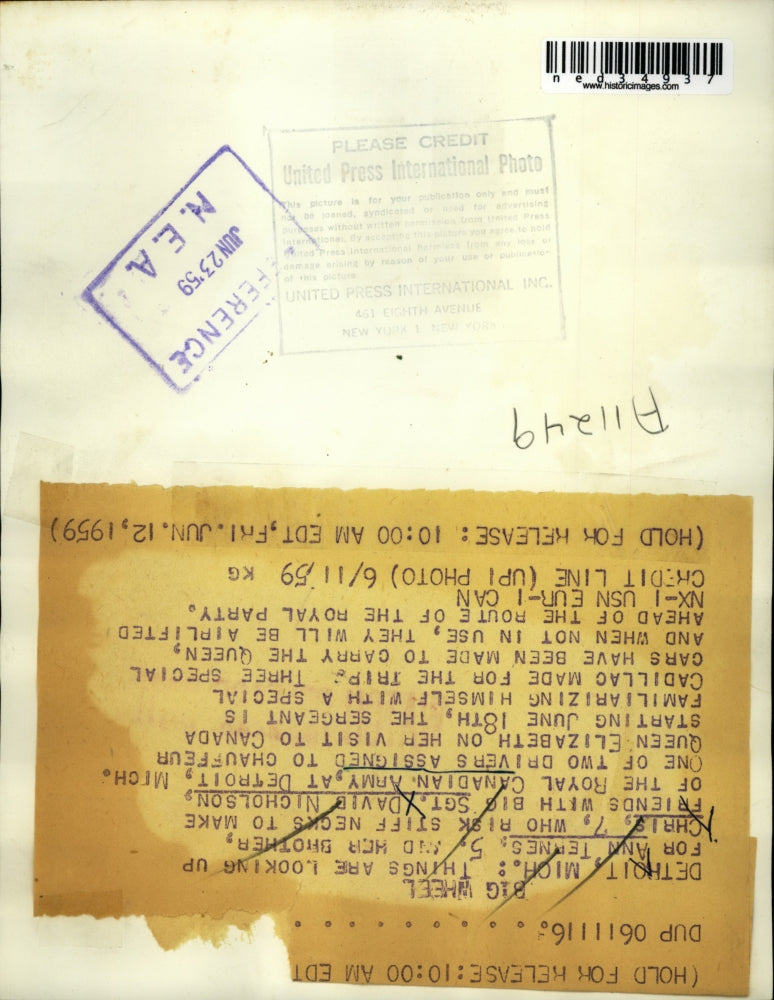 ned34937
www.historicimages.com
PLEASE CREDIT
United Press International Photo
This picture is for your publication only and must
not be loaned, syndicated or used for advertising
purposes without written permission from United Press
International. By accepting this picture you agree to hold
United Press International harmless from any loss or
damage arising by reason of your use or publication
of this picture
UNITED PRESS INTERNATIONAL INC.
461 EIGHTH AVENUE
NEW YORK 1 NEW YORK
N. E. A.
JUN 23 '59
REFERENCE
A11249
(HOLD FOR RELEASE:10:00 AM EDT
DUP 0611116. . . . . . . . . .
BIG WHEEL
DETROIT, MICH.: THINGS ARE LOOKING UP
FOR ANN TERNES, 5, AND HER BROTHER,
CHRIS, 7, WHO RISK STIFF NECKS TO MAKE
FRIENDS WITH BIG SGT. DAVID NICHOLSON,
OF THE ROYAL CANADIAN ARMY, AT DETROIT, MICH.
ONE OF TWO DRIVERS ASSIGNED TO CHAUFFEUR
QUEEN ELIZABETH ON HER VISIT TO CANADA
STARTING JUNE 18TH, THE SERGEANT IS
FAMILIARIZING HIMSELF WITH A SPECIAL
CADILLAC MADE FOR THE TRIP. THREE SPECIAL
CARS HAVE BEEN MADE TO CARRY THE QUEEN,
AND WHEN NOT IN USE, THEY WILL BE AIRLIFTED
AHEAD OF THE ROUTE OF THE ROYAL PARTY.
NX-1 USN EUR-1 CAN
CREDIT LINE (UPI PHOTO) 6/11/59 KG
(HOLD FOR RELEASE: 10:00 AM EDT,FRI.JUN.12,1959)